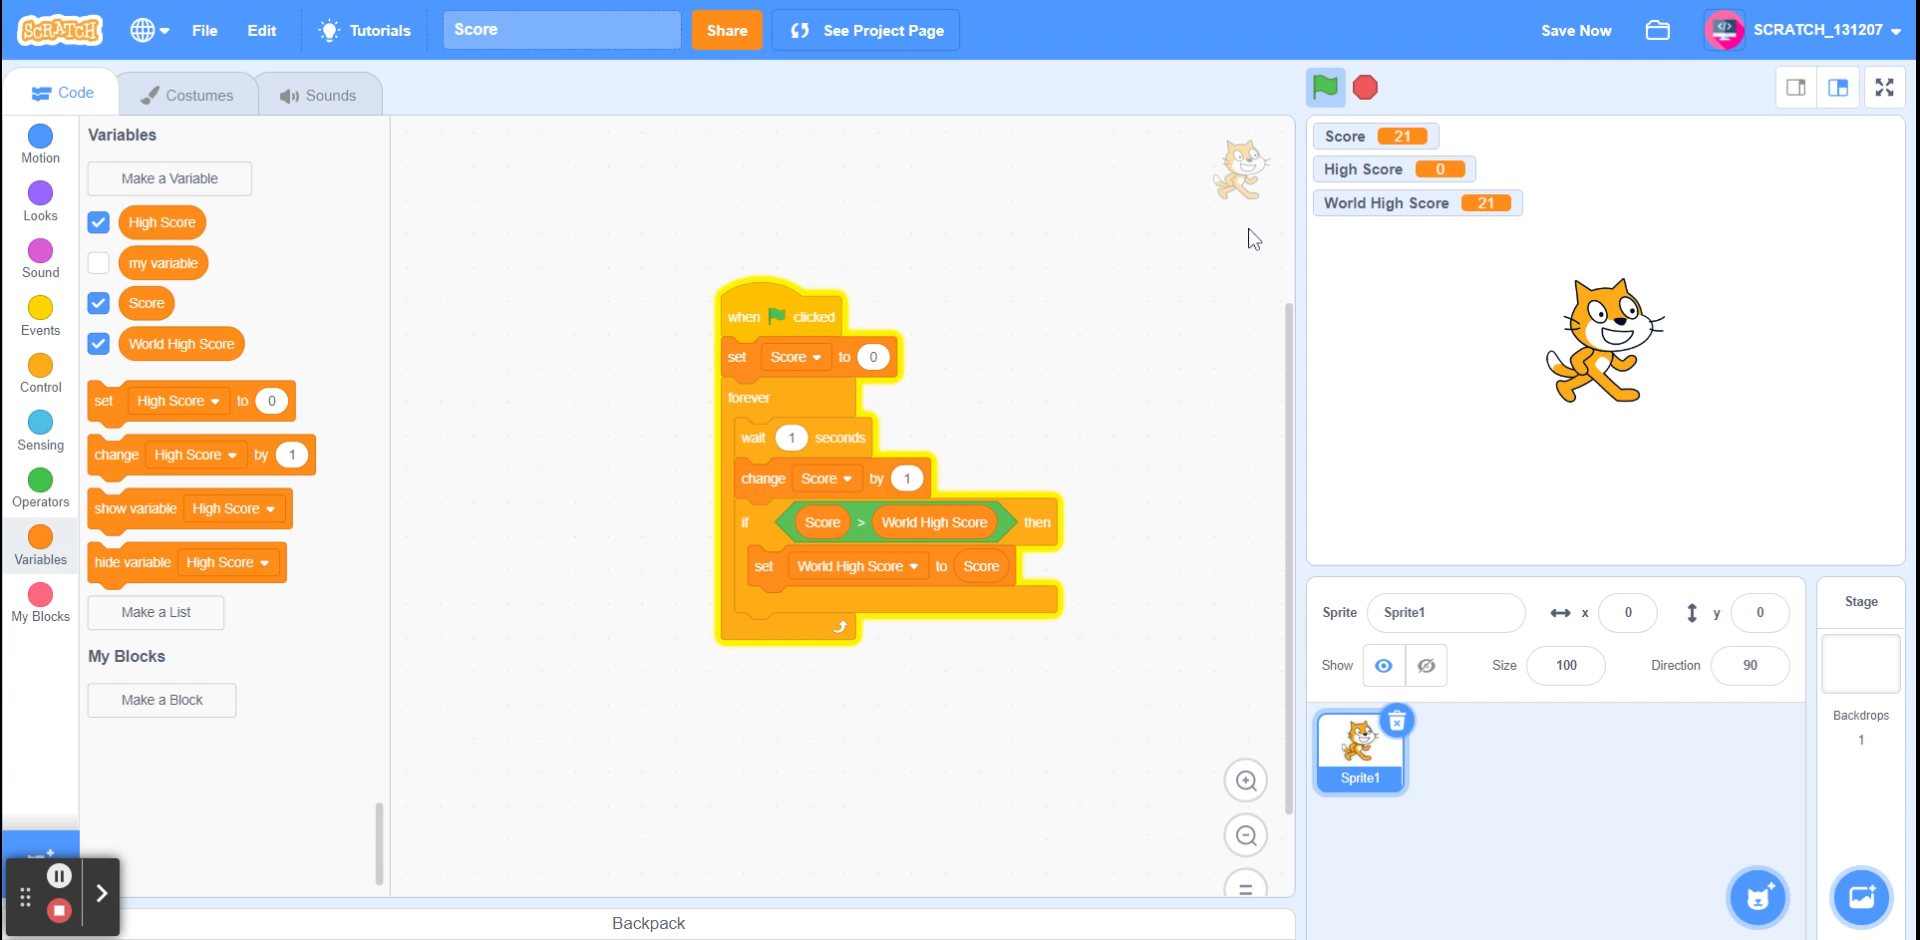 SCRATCH
File
Edit
Tutorials
Score
Share
See Project Page
Save Now
SCRATCH_131207
Code
Costumes
Sounds
Motion
Looks
Sound
Events
Control
Sensing
Operators
Variables
My Blocks
Variables
Make a Variable
High Score
my variable
Score
World High Score
set High Score to 0
change High Score by 1
show variable High Score
hide variable High Score
Make a List
My Blocks
Make a Block
when clicked
set Score to 0
forever
wait 1 seconds
change Score by 1
if Score > World High Score then
set World High Score to Score
Backpack
Score 21
High Score 0
World High Score 21
Sprite Sprite1 x 0 y 0
Show Size 100 Direction 90
Sprite1
Stage
Backdrops
1